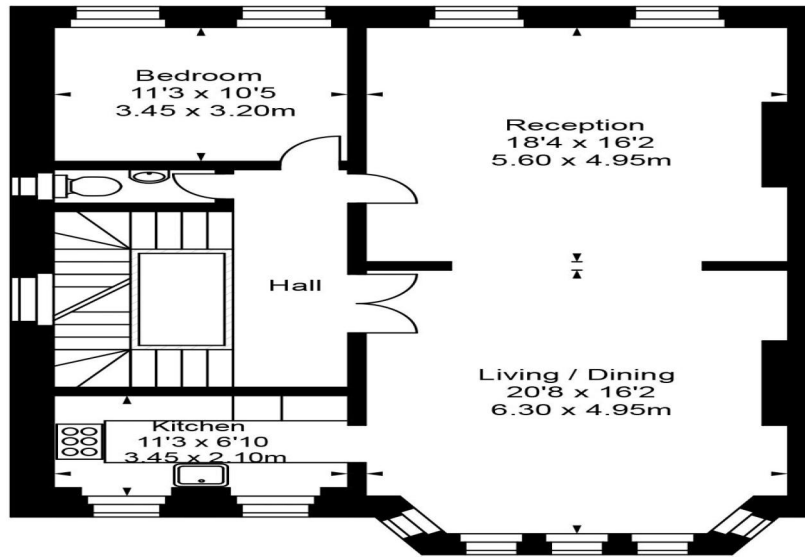 Bedroom
11'3 x 10'5
3.45 x 3.20m
Reception
18'4 x 16'2
5.60 x 4.95m
Hall
Living / Dining
20'8 x 16'2
6.30 x 4.95m
Kitchen
11'3 x 6'10
3.45 x 2.10m